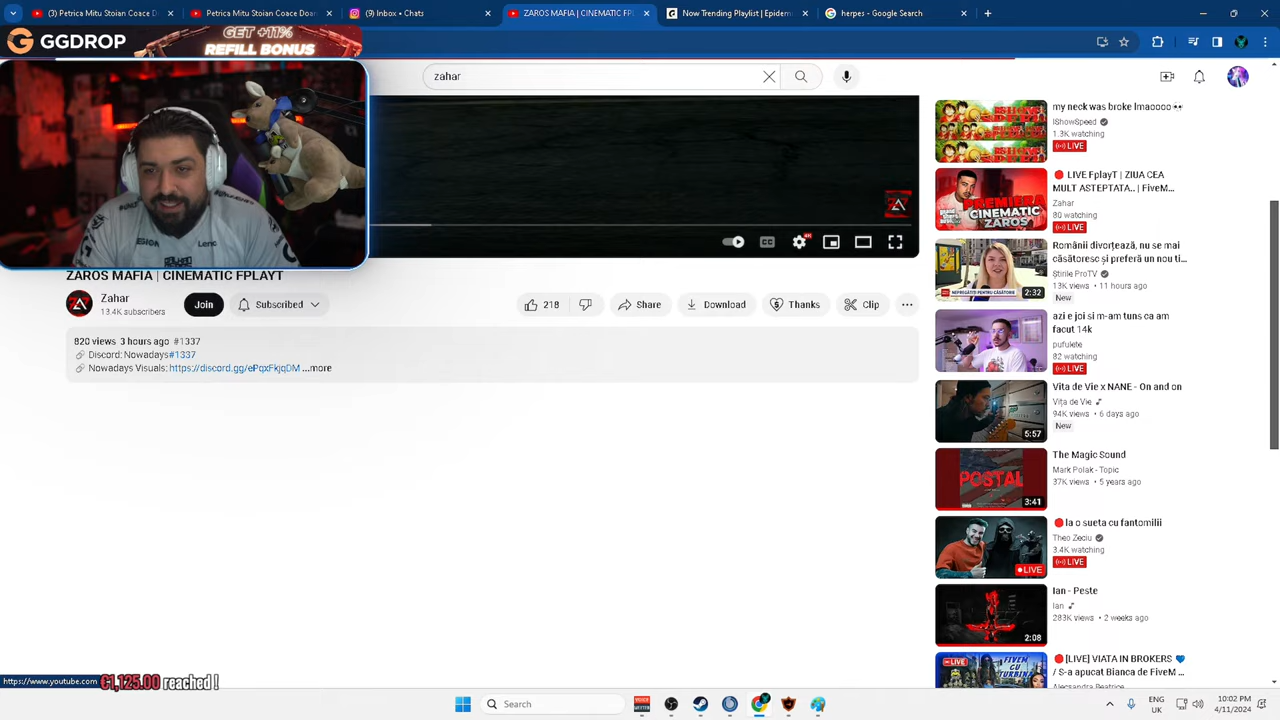 (3) Petrica Mut Stoian Coace D
Petrica Mut Stoian Coace Doar
(9) Inbox • Chats
ZAROS MAFIA | CINEMATIC FP
Now Trending Playlist | Epidem
herpes - Google Search
GGDROP
GET +11%
REFILL BONUS
zahar
ZAROS MAFIA | CINEMATIC FPLAYT
Zahar
13.4K subscribers
Join
Subscribed
218
Share
Download
Thanks
Clip
820 views 3 hours ago #1337
Discord: Nowadays#1337
Nowadays Visuals: https://discord.gg/ePqxFkjqDM ...more
my neck was broke lmaoooo
IShowSpeed
1.3K watching
LIVE
LIVE FplayT | ZIUA CEA
MULT ASTEPTATA.. | FiveM...
Zahar
80 watching
LIVE
PREMIERA
CINEMATIC
ZAROS
Românii divorțează, nu se mai
căsătoresc și preferă un nou ti...
Știrile ProTV
13K views • 11 hours ago
New
2:32
azi e joi si m-am tuns ca am
facut 14k
pufulete
82 watching
LIVE
Vita de Vie x NANE - On and on
Vița de Vie
94K views • 6 days ago
New
5:57
The Magic Sound
Mark Polak - Topic
37K views • 5 years ago
POSTAL
3:41
la o sueta cu fantomilii
Theo Zeciu
3.4K watching
LIVE
LIVE
Ian - Peste
Ian
283K views • 2 weeks ago
2:08
[LIVE] VIATA IN BROKERS
/ S-a apucat Bianca de FiveM ...
LIVE
https://www.youtube.com
€1,125.00 reached !
Search
ENG
UK
10:02 PM
4/11/2024